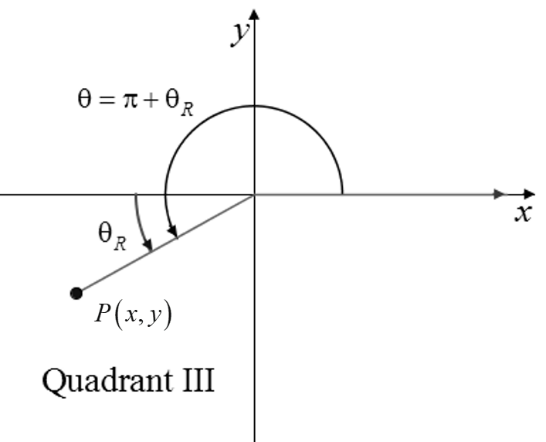 y
θ = π + θ_R
x
θ_R
P(x, y)
Quadrant III